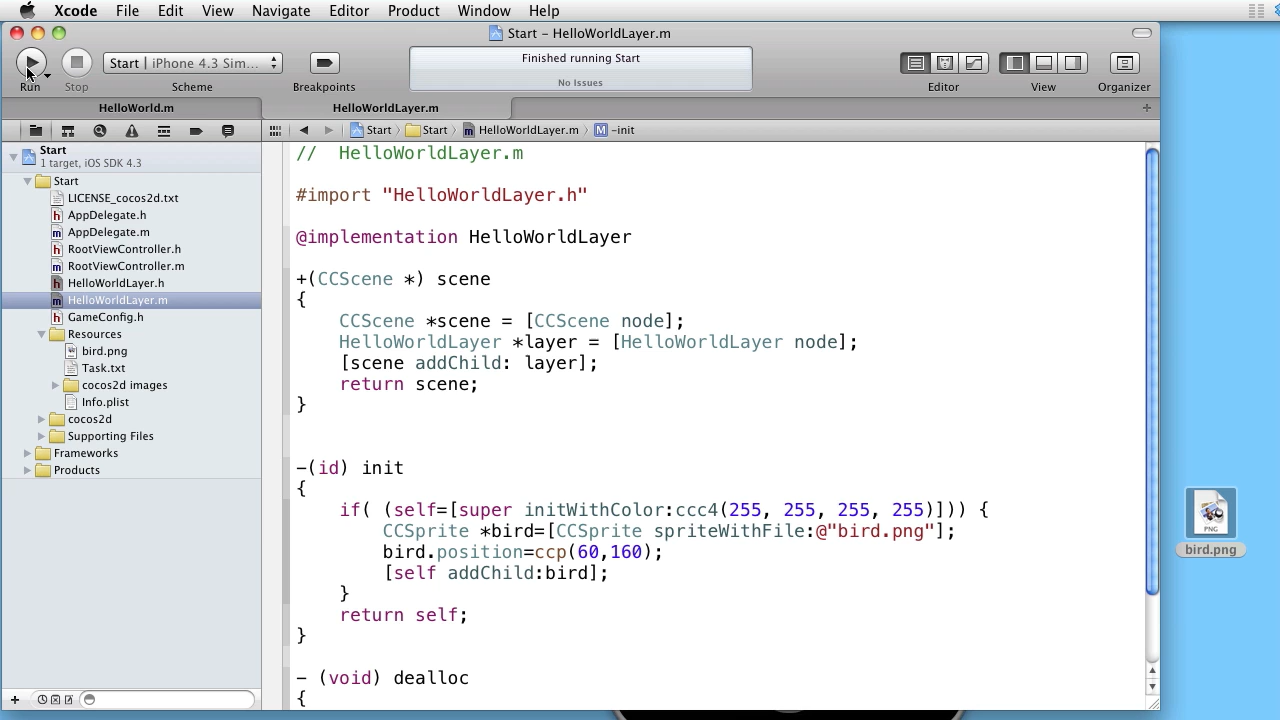 Xcode File Edit View Navigate Editor Product Window Help
Start – HelloWorldLayer.m
Start | iPhone 4.3 Sim...
Finished running Start
No Issues
Run Stop Scheme Breakpoints Editor View Organizer
HelloWorld.m HelloWorldLayer.m
Start Start HelloWorldLayer.m M -init
Start
1 target, iOS SDK 4.3
Start
LICENSE_cocos2d.txt
h AppDelegate.h
m AppDelegate.m
h RootViewController.h
m RootViewController.m
h HelloWorldLayer.h
m HelloWorldLayer.m
h GameConfig.h
Resources
bird.png
Task.txt
cocos2d images
Info.plist
cocos2d
Supporting Files
Frameworks
Products
// HelloWorldLayer.m
#import "HelloWorldLayer.h"
@implementation HelloWorldLayer
+(CCScene *) scene
{
CCScene *scene = [CCScene node];
HelloWorldLayer *layer = [HelloWorldLayer node];
[scene addChild: layer];
return scene;
}
-(id) init
{
if( (self=[super initWithColor:ccc4(255, 255, 255, 255)])) {
CCSprite *bird=[CCSprite spriteWithFile:@"bird.png"];
bird.position=ccp(60,160);
[self addChild:bird];
}
return self;
}
- (void) dealloc
{
PNG
bird.png